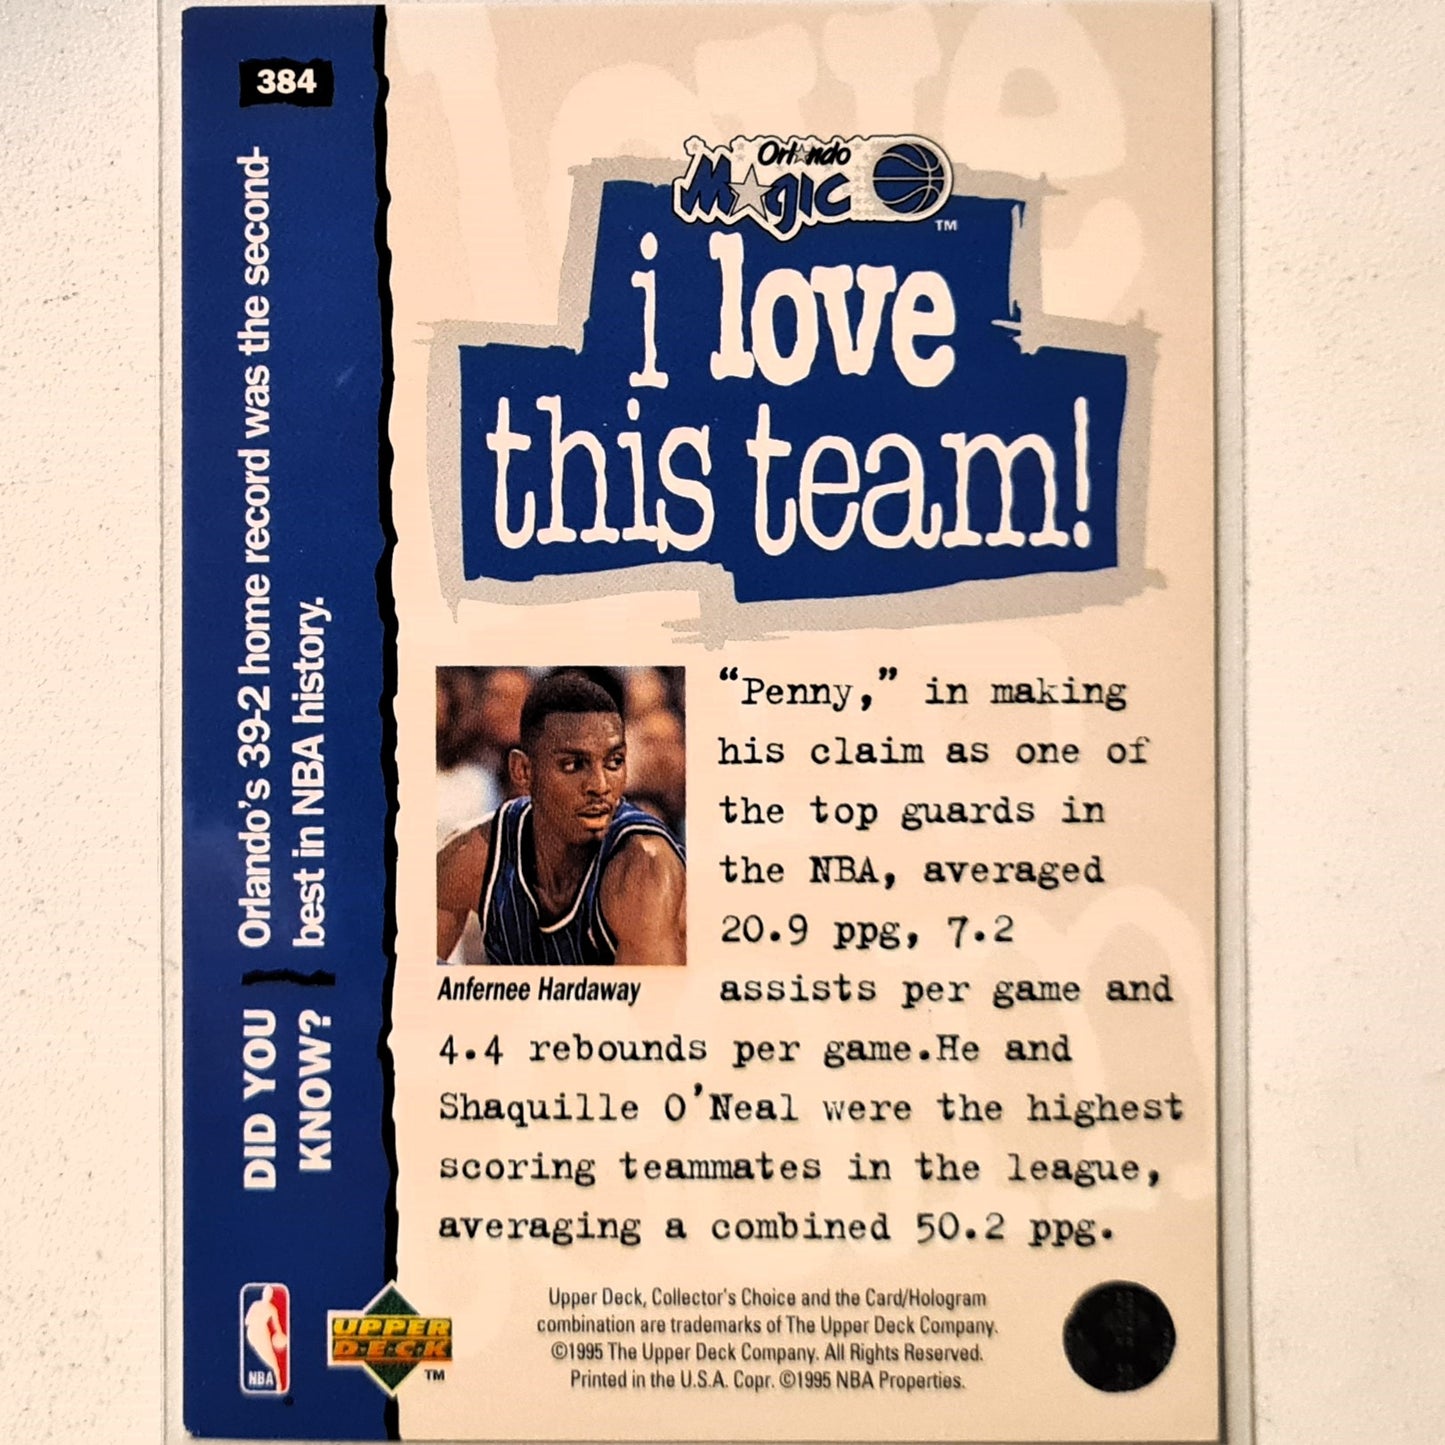 384
DID YOU
KNOW?
Orlando's 39-2 home record was the second-
best in NBA history.
Orlando
Magic
TM
i love
this team!
Anfernee Hardaway
“Penny,” in making
his claim as one of
the top guards in
the NBA, averaged
20.9 ppg, 7.2
assists per game and
4.4 rebounds per game.He and
Shaquille O'Neal were the highest
scoring teammates in the league,
averaging a combined 50.2 ppg.
NBA
UPPER
DECK
TM
Upper Deck, Collector's Choice and the Card/Hologram
combination are trademarks of The Upper Deck Company.
©1995 The Upper Deck Company. All Rights Reserved.
Printed in the U.S.A. Copr. ©1995 NBA Properties.